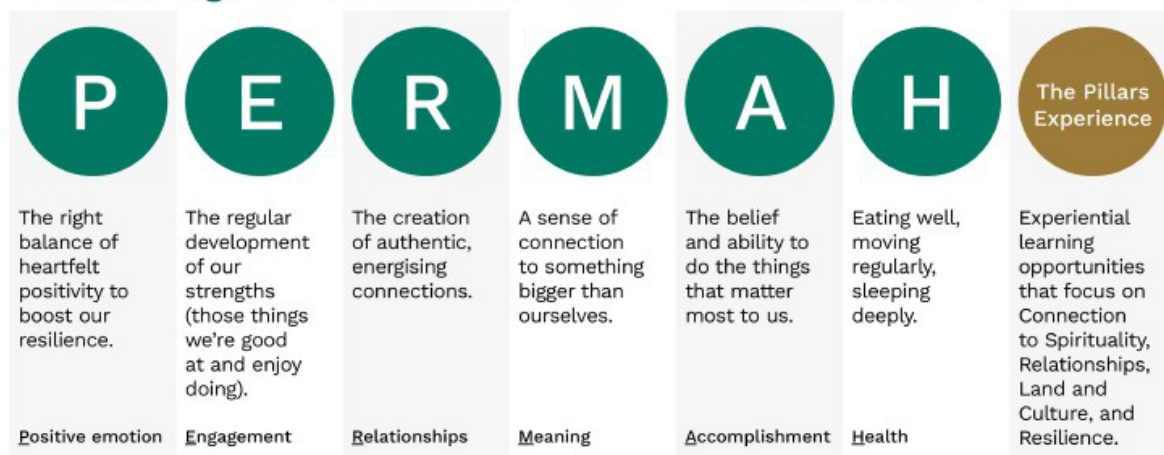 P
The right
balance of
heartfelt
positivity to
boost our
resilience.
Positive emotion
E
The regular
development
of our
strengths
(those things
we’re good
at and enjoy
doing).
Engagement
R
The creation
of authentic,
energising
connections.
Relationships
M
A sense of
connection
to something
bigger than
ourselves.
Meaning
A
The belief
and ability to
do the things
that matter
most to us.
Accomplishment
H
Eating well,
moving
regularly,
sleeping
deeply.
Health
The Pillars
Experience
Experiential
learning
opportunities
that focus on
Connection
to Spirituality,
Relationships,
Land and
Culture, and
Resilience.